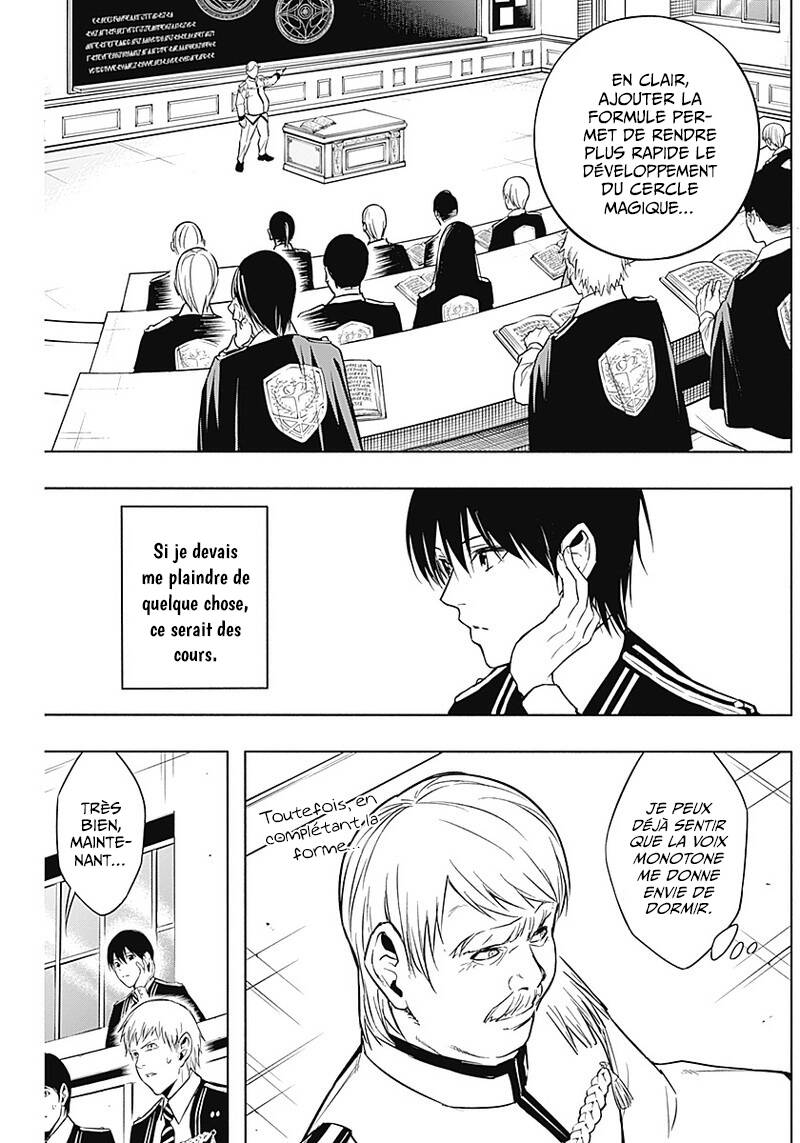 EN CLAIR,
AJOUTER LA
FORMULE PER-
MET DE RENDRE
PLUS RAPIDE LE
DÉVELOPPEMENT
DU CERCLE
MAGIQUE...
Si je devais
me plaindre de
quelque chose,
ce serait des
cours.
JE PEUX
DÉJÀ SENTIR
QUE LA VOIX
MONOTONE
ME DONNE
ENVIE DE
DORMIR.
Toutefois, en
complétant la
forme...
TRÈS
BIEN,
MAINTE-
NANT...